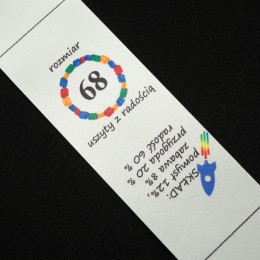 rozmiar
68
uszyty z radością
SKŁAD:
pomysł 12%,
zabawa 8%
przygoda 20 %
radość 60 %